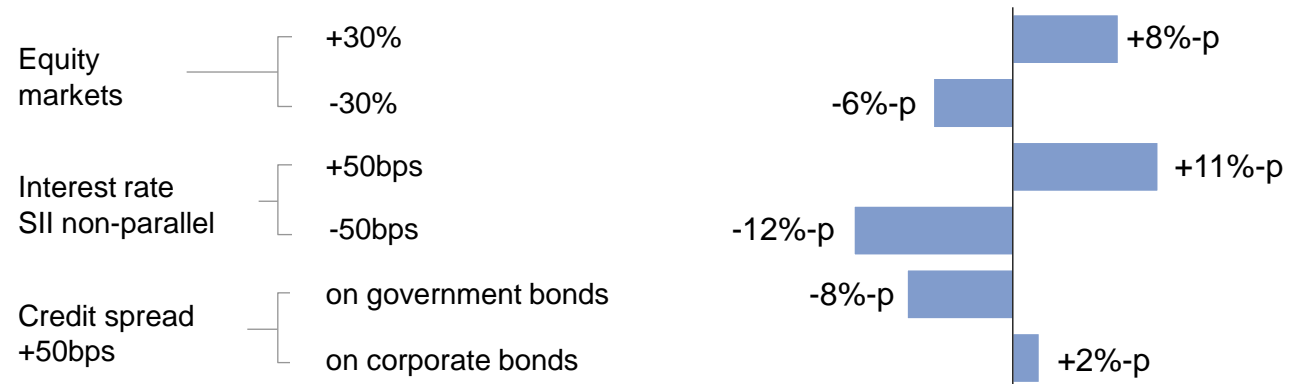 Equity
markets
+30%
+8%-p
-30%
-6%-p
Interest rate
SII non-parallel
+50bps
+11%-p
-50bps
-12%-p
Credit spread
+50bps
on government bonds
-8%-p
on corporate bonds
+2%-p